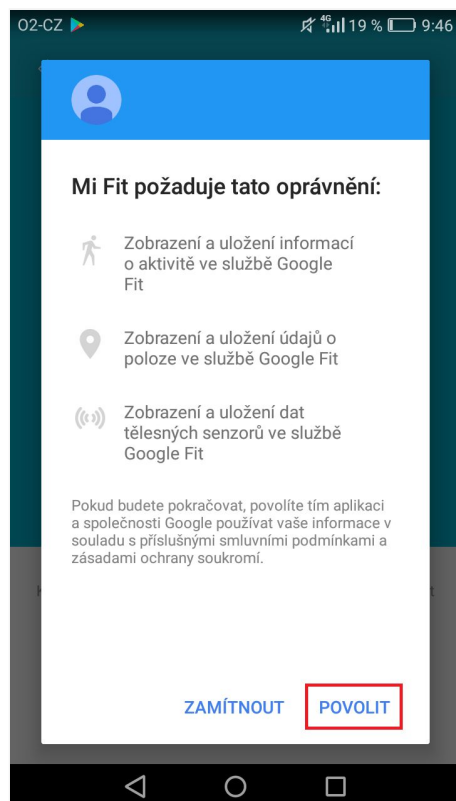 O2-CZ 4G 19 % 9:46
Mi Fit požaduje tato oprávnění:
Zobrazení a uložení informací
o aktivitě ve službě Google
Fit
Zobrazení a uložení údajů o
poloze ve službě Google Fit
Zobrazení a uložení dat
tělesných senzorů ve službě
Google Fit
Pokud budete pokračovat, povolíte tím aplikaci
a společnosti Google používat vaše informace v
souladu s příslušnými smluvními podmínkami a
zásadami ochrany soukromí.
ZAMÍTNOUT POVOLIT